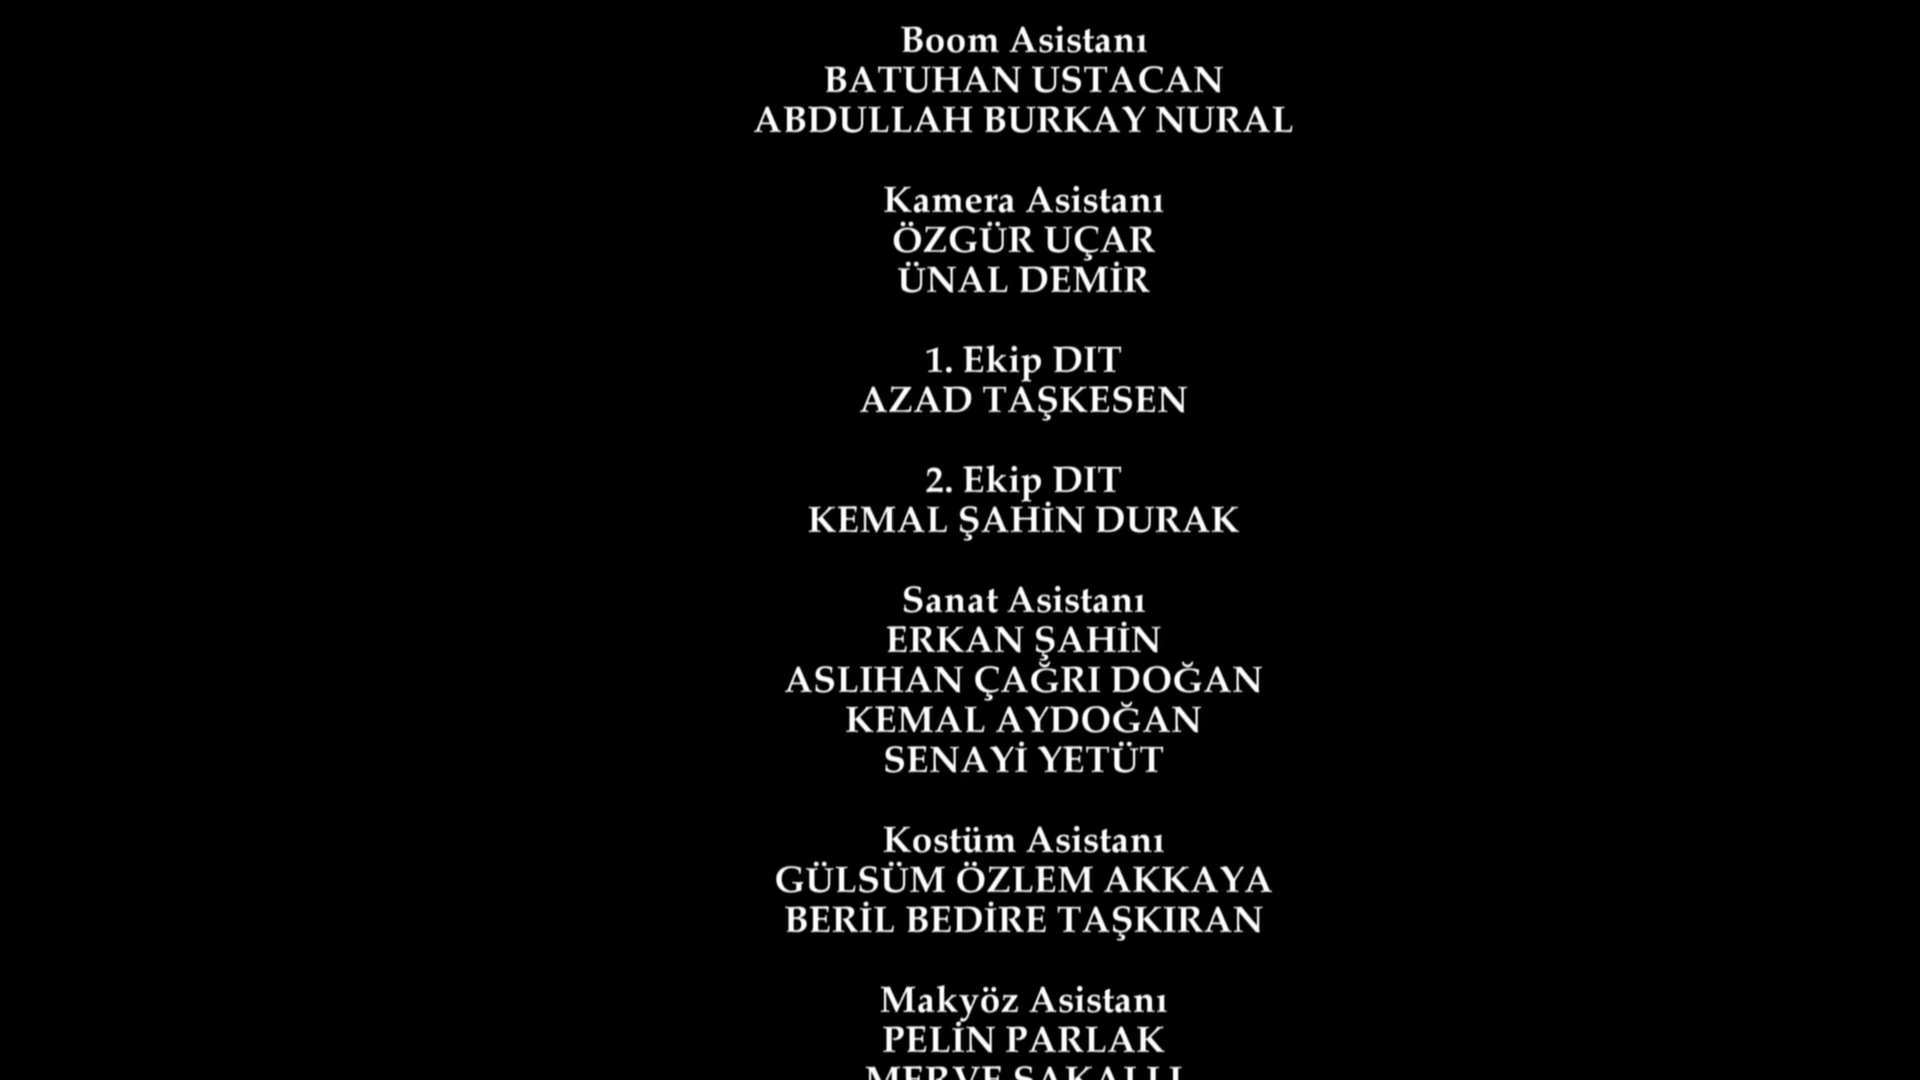 Boom Asistanı
BATUHAN USTACAN
ABDULLAH BURKAY NURAL
Kamera Asistanı
ÖZGÜR UÇAR
ÜNAL DEMİR
1. Ekip DIT
AZAD TAŞKESEN
2. Ekip DIT
KEMAL ŞAHİN DURAK
Sanat Asistanı
ERKAN ŞAHİN
ASLIHAN ÇAĞRI DOĞAN
KEMAL AYDOĞAN
SENAYİ YETÜT
Kostüm Asistanı
GÜLSÜM ÖZLEM AKKAYA
BERİL BEDİRE TAŞKIRAN
Makyöz Asistanı
PELİN PARLAK
MERVE SAKALLI